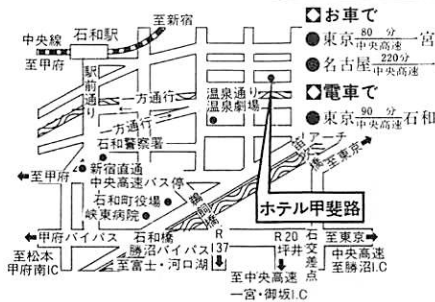 至新宿
石和駅
中央線
至甲府
駅前通り
一方通行
一方通行
温泉通り
温泉劇場
石和警察署
新宿直通
中央高速バス停
至甲府
石和町役場
峡東病院
鵜飼橋
アーチ
至東京
ホテル甲斐路
甲府バイパス
石和橋
勝沼バイパス
至富士・河口湖
至松本
甲府南IC
R
137
R20
坪井
石交差点
至東京
中央高速
至勝沼I.C
至中央高速
一宮・御坂I.C
お車で
●東京 80分 中央高速 一宮
●名古屋 220分 中央高速
電車で
●東京 90分 中央高速 石和